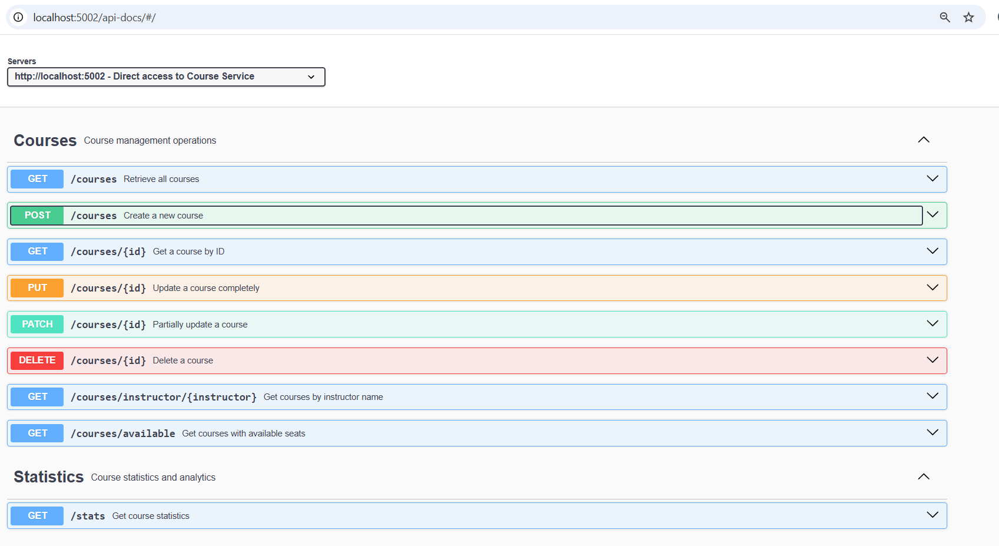 localhost:5002/api-docs/#/
Servers
http://localhost:5002 - Direct access to Course Service
Courses Course management operations
GET /courses Retrieve all courses
POST /courses Create a new course
GET /courses/{id} Get a course by ID
PUT /courses/{id} Update a course completely
PATCH /courses/{id} Partially update a course
DELETE /courses/{id} Delete a course
GET /courses/instructor/{instructor} Get courses by instructor name
GET /courses/available Get courses with available seats
Statistics Course statistics and analytics
GET /stats Get course statistics